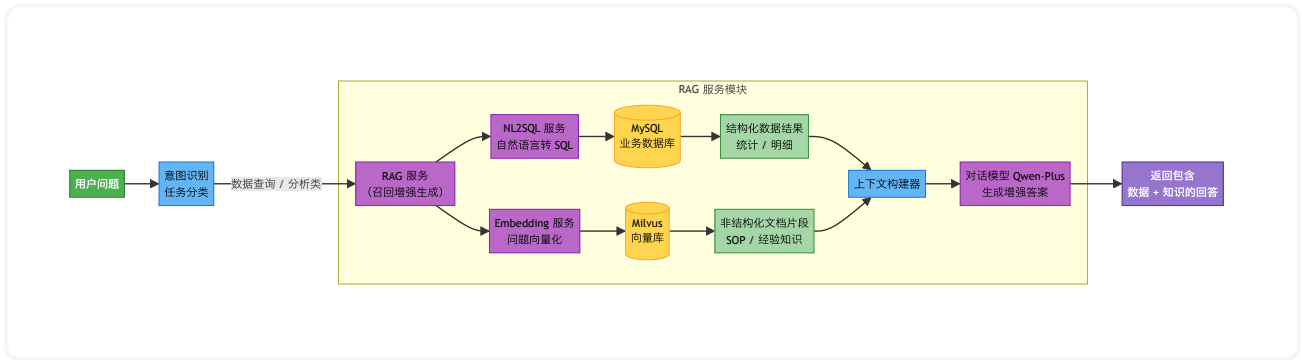 RAG 服务模块
用户问题
意图识别
任务分类
数据查询 / 分析类
RAG 服务
（召回增强生成）
NL2SQL 服务
自然语言转 SQL
MySQL
业务数据库
结构化数据结果
统计 / 明细
Embedding 服务
问题向量化
Milvus
向量库
非结构化文档片段
SOP / 经验知识
上下文构建器
对话模型 Qwen-Plus
生成增强答案
返回包含
数据 + 知识的回答